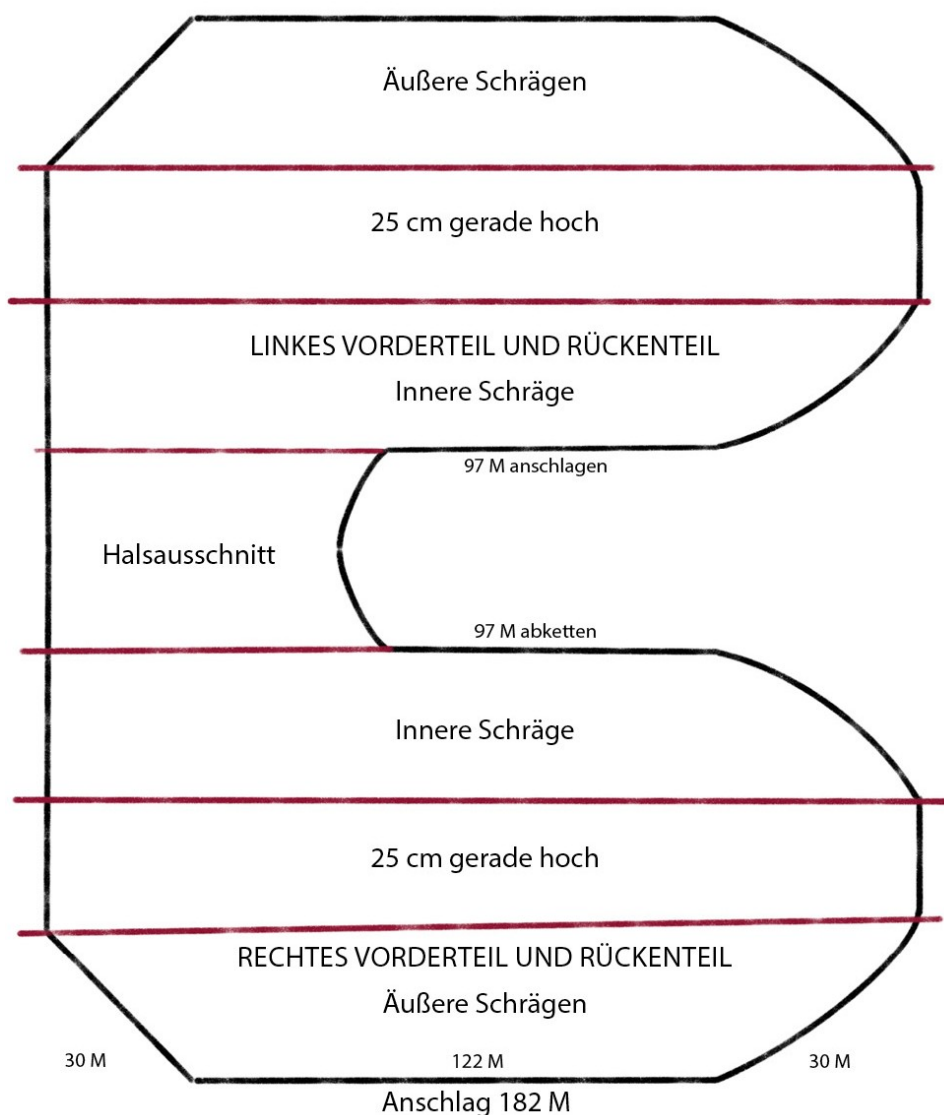 Äußere Schrägen
25 cm gerade hoch
LINKES VORDERTEIL UND RÜCKENTEIL
Innere Schräge
97 M anschlagen
Halsausschnitt
97 M abketten
Innere Schräge
25 cm gerade hoch
RECHTES VORDERTEIL UND RÜCKENTEIL
Äußere Schrägen
30 M 122 M 30 M
Anschlag 182 M